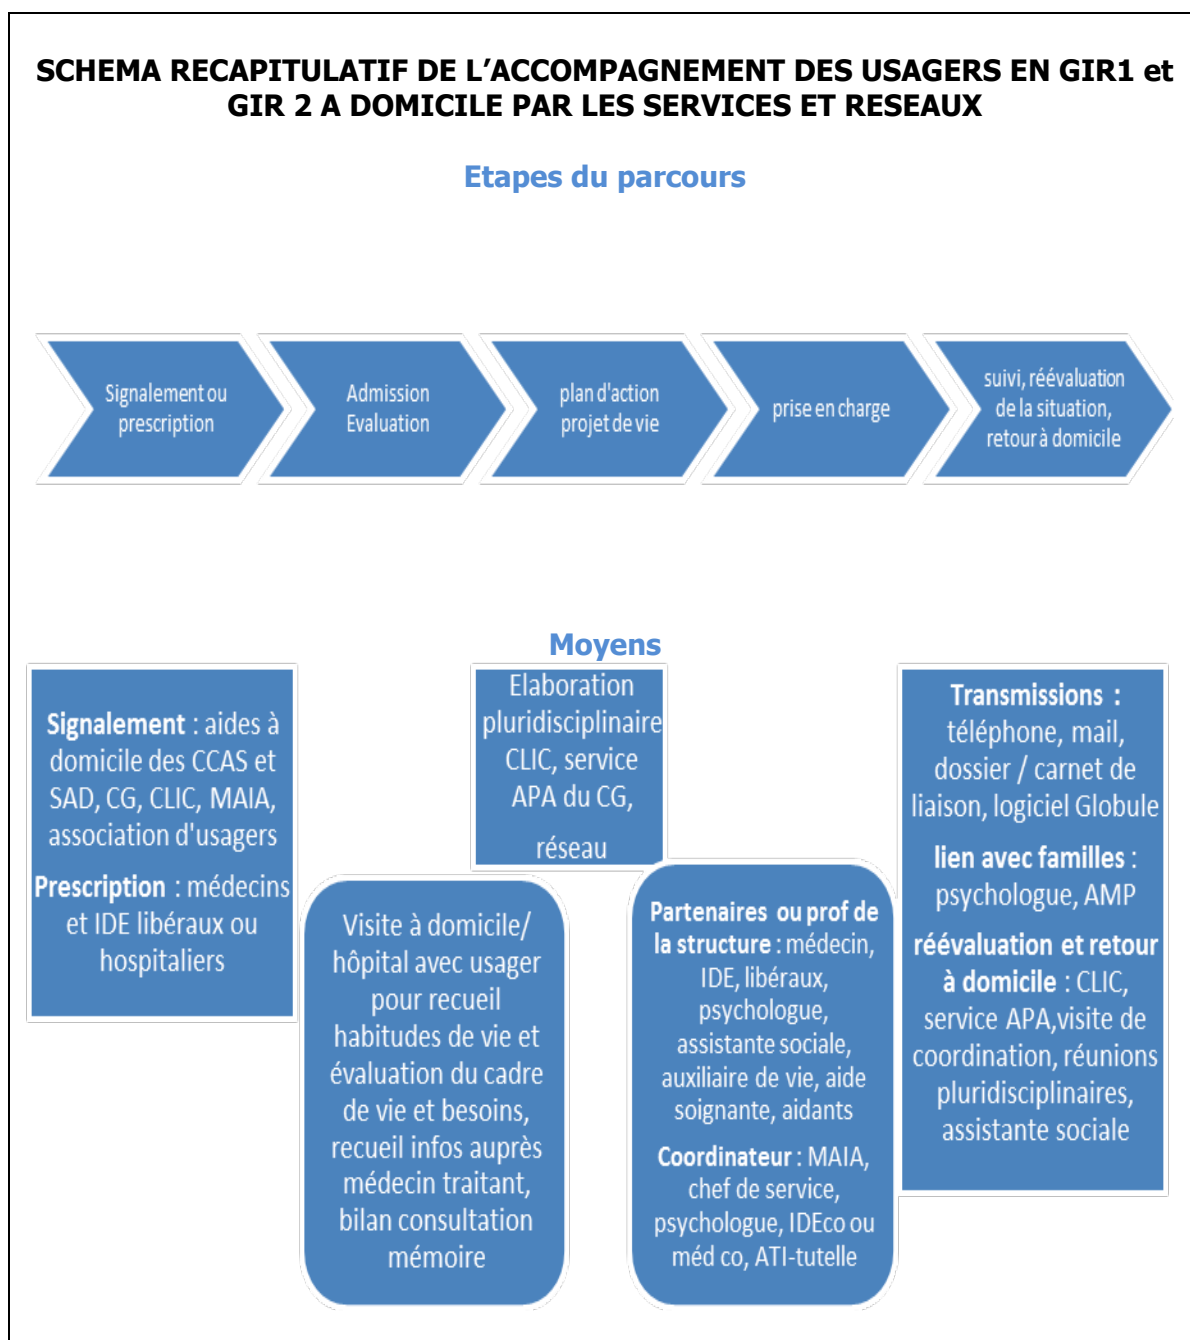 SCHEMA RECAPITULATIF DE L'ACCOMPAGNEMENT DES USAGERS EN GIR1 et
GIR 2 A DOMICILE PAR LES SERVICES ET RESEAUX
Etapes du parcours
Signalement ou
prescription
Admission
Evaluation
plan d'action
projet de vie
prise en charge
suivi, réévaluation
de la situation,
retour à domicile
Moyens
Signalement : aides à
domicile des CCAS et
SAD, CG, CLIC, MAIA,
association d'usagers
Prescription : médecins
et IDE libéraux ou
hospitaliers
Visite à domicile/
hôpital avec usager
pour recueil
habitudes de vie et
évaluation du cadre
de vie et besoins,
recueil infos auprès
médecin traitant,
bilan consultation
mémoire
Elaboration
pluridisciplinaire
CLIC, service
APA du CG,
réseau
Partenaires ou prof de
la structure : médecin,
IDE, libéraux,
psychologue,
assistante sociale,
auxiliaire de vie, aide
soignante, aidants
Coordinateur : MAIA,
chef de service,
psychologue, IDEco ou
méd co, ATI-tutelle
Transmissions :
téléphone, mail,
dossier / carnet de
liaison, logiciel Globule
lien avec familles :
psychologue, AMP
réévaluation et retour
à domicile : CLIC,
service APA,visite de
coordination, réunions
pluridisciplinaires,
assistante sociale